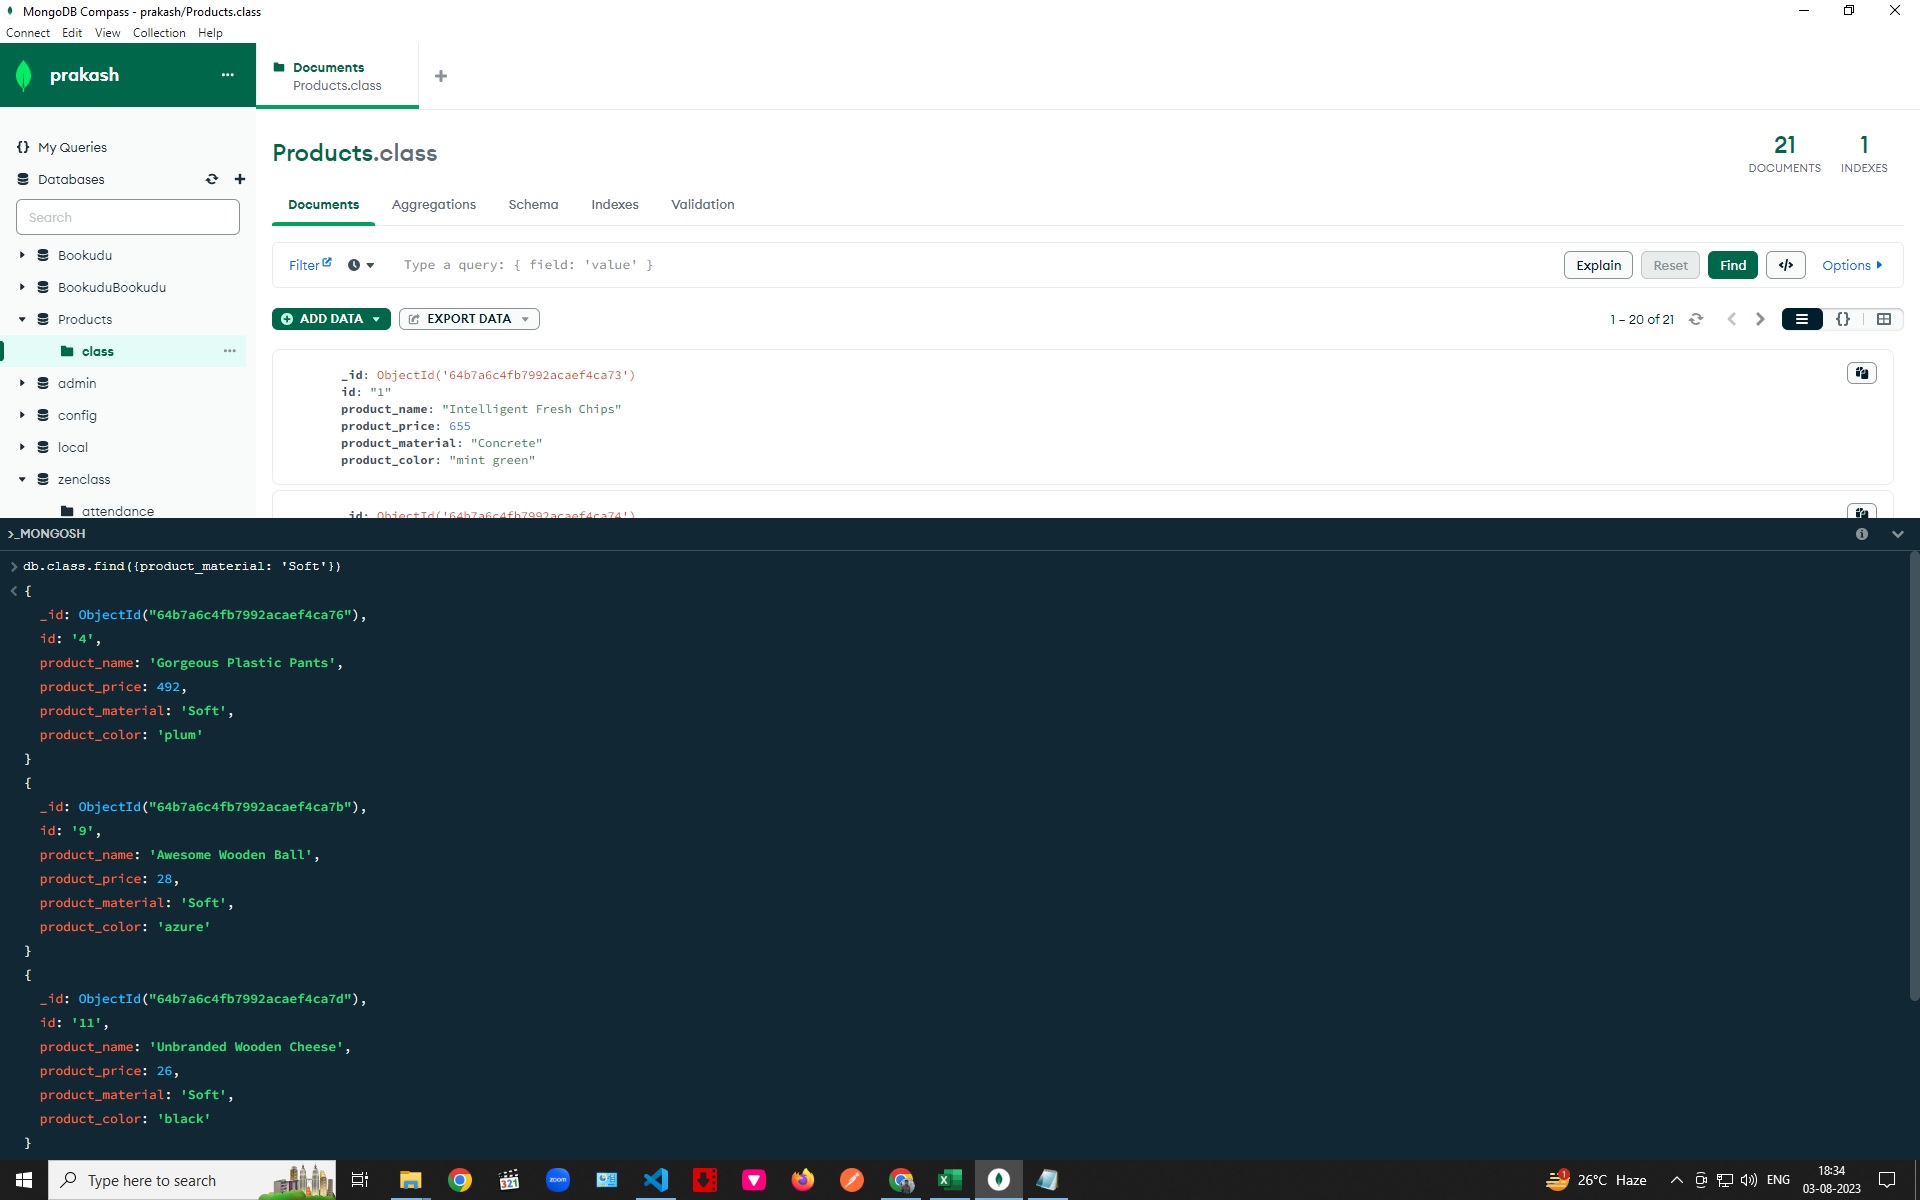 MongoDB Compass - prakash/Products.class
Connect Edit View Collection Help
prakash
Documents
Products.class
My Queries
Databases
Search
Bookudu
BookuduBookudu
Products
class
admin
config
local
zenclass
attendance
Products.class
21
DOCUMENTS
1
INDEXES
Documents Aggregations Schema Indexes Validation
Filter Type a query: { field: 'value' } Explain Reset Find </> Options
ADD DATA EXPORT DATA 1 – 20 of 21 {}
_id: ObjectId('64b7a6c4fb7992acaef4ca73')
id: "1"
product_name: "Intelligent Fresh Chips"
product_price: 655
product_material: "Concrete"
product_color: "mint green"
_id: ObjectId('64b7a6c4fb7992acaef4ca74')
>_MONGOSH
> db.class.find({product_material: 'Soft'})
< {
_id: ObjectId("64b7a6c4fb7992acaef4ca76"),
id: '4',
product_name: 'Gorgeous Plastic Pants',
product_price: 492,
product_material: 'Soft',
product_color: 'plum'
}
{
_id: ObjectId("64b7a6c4fb7992acaef4ca7b"),
id: '9',
product_name: 'Awesome Wooden Ball',
product_price: 28,
product_material: 'Soft',
product_color: 'azure'
}
{
_id: ObjectId("64b7a6c4fb7992acaef4ca7d"),
id: '11',
product_name: 'Unbranded Wooden Cheese',
product_price: 26,
product_material: 'Soft',
product_color: 'black'
}
Type here to search
321
zoom
1
26°C Haze
ENG
18:34
03-08-2023